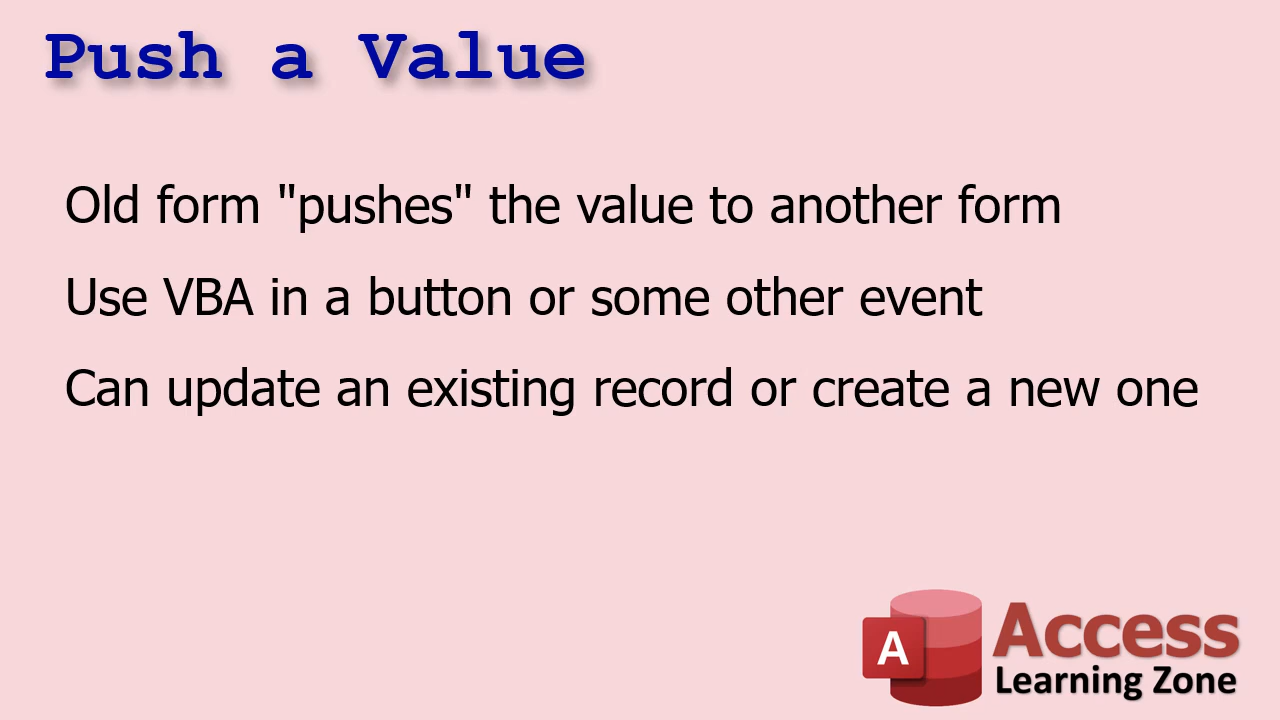 Push a Value
Old form "pushes" the value to another form
Use VBA in a button or some other event
Can update an existing record or create a new one
A
Access
Learning Zone